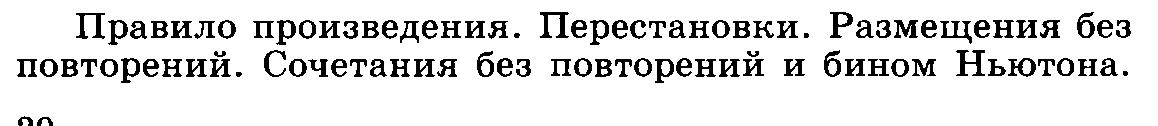 Правило произведения. Перестановки. Размещения без
повторений. Сочетания без повторений и бином Ньютона.